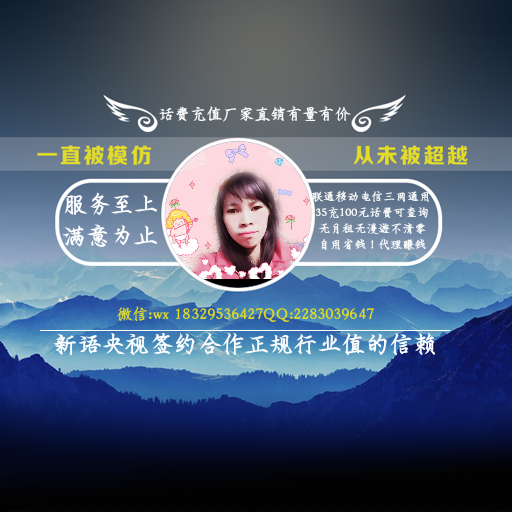 话费充值厂家直销有量有价
一直被模仿
从未被超越
服务至上
满意为止
联通移动电信三网通用
35充100元话费可查询
无月租无漫游不清零
自用省钱！代理赚钱
微信:wx 18329536427QQ:2283039647
新语央视签约合作正规行业值的信赖